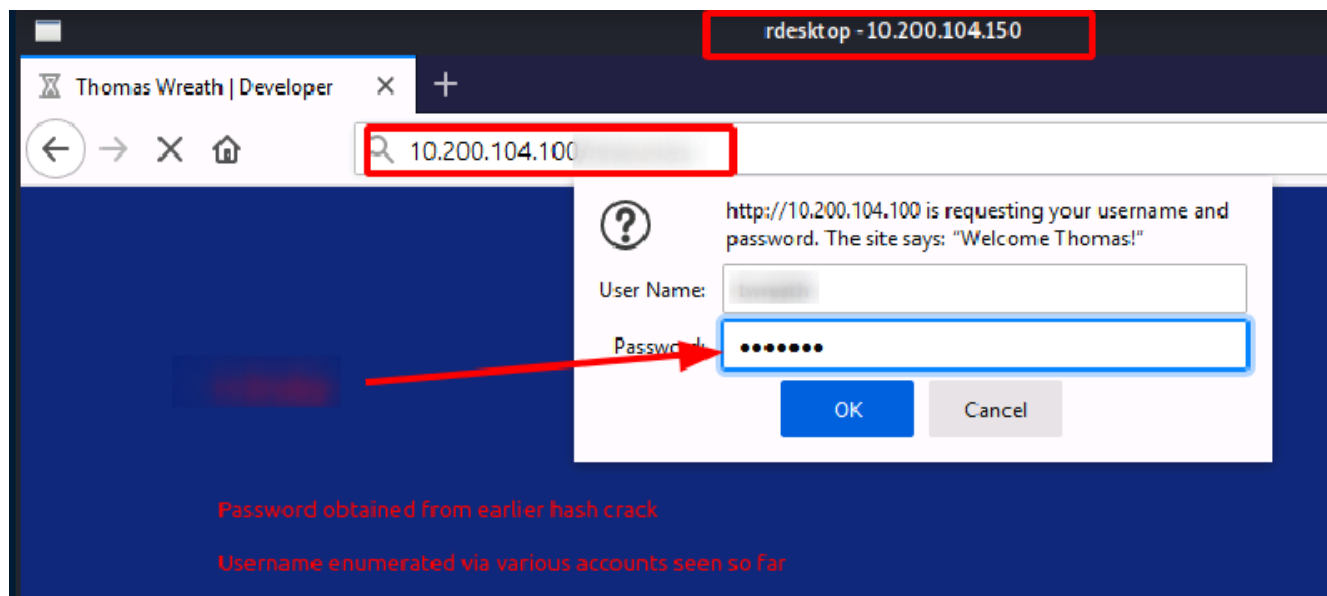 rdesktop - 10.200.104.150
Thomas Wreath | Developer
10.200.104.100
http://10.200.104.100 is requesting your username and
password. The site says: “Welcome Thomas!”
User Name:
Password:
OK
Cancel
Password obtained from earlier hash crack
Username enumerated via various accounts seen so far